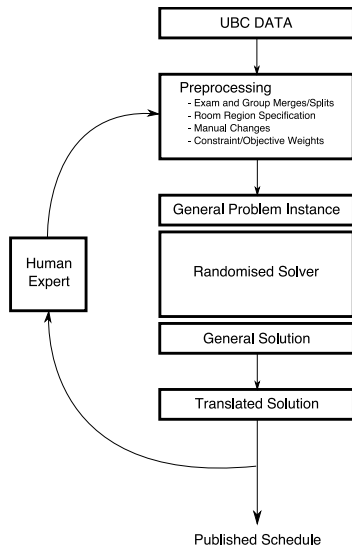 UBC DATA
Preprocessing
- Exam and Group Merges/Splits
- Room Region Specification
- Manual Changes
- Constraint/Objective Weights
General Problem Instance
Human
Expert
Randomised Solver
General Solution
Translated Solution
Published Schedule